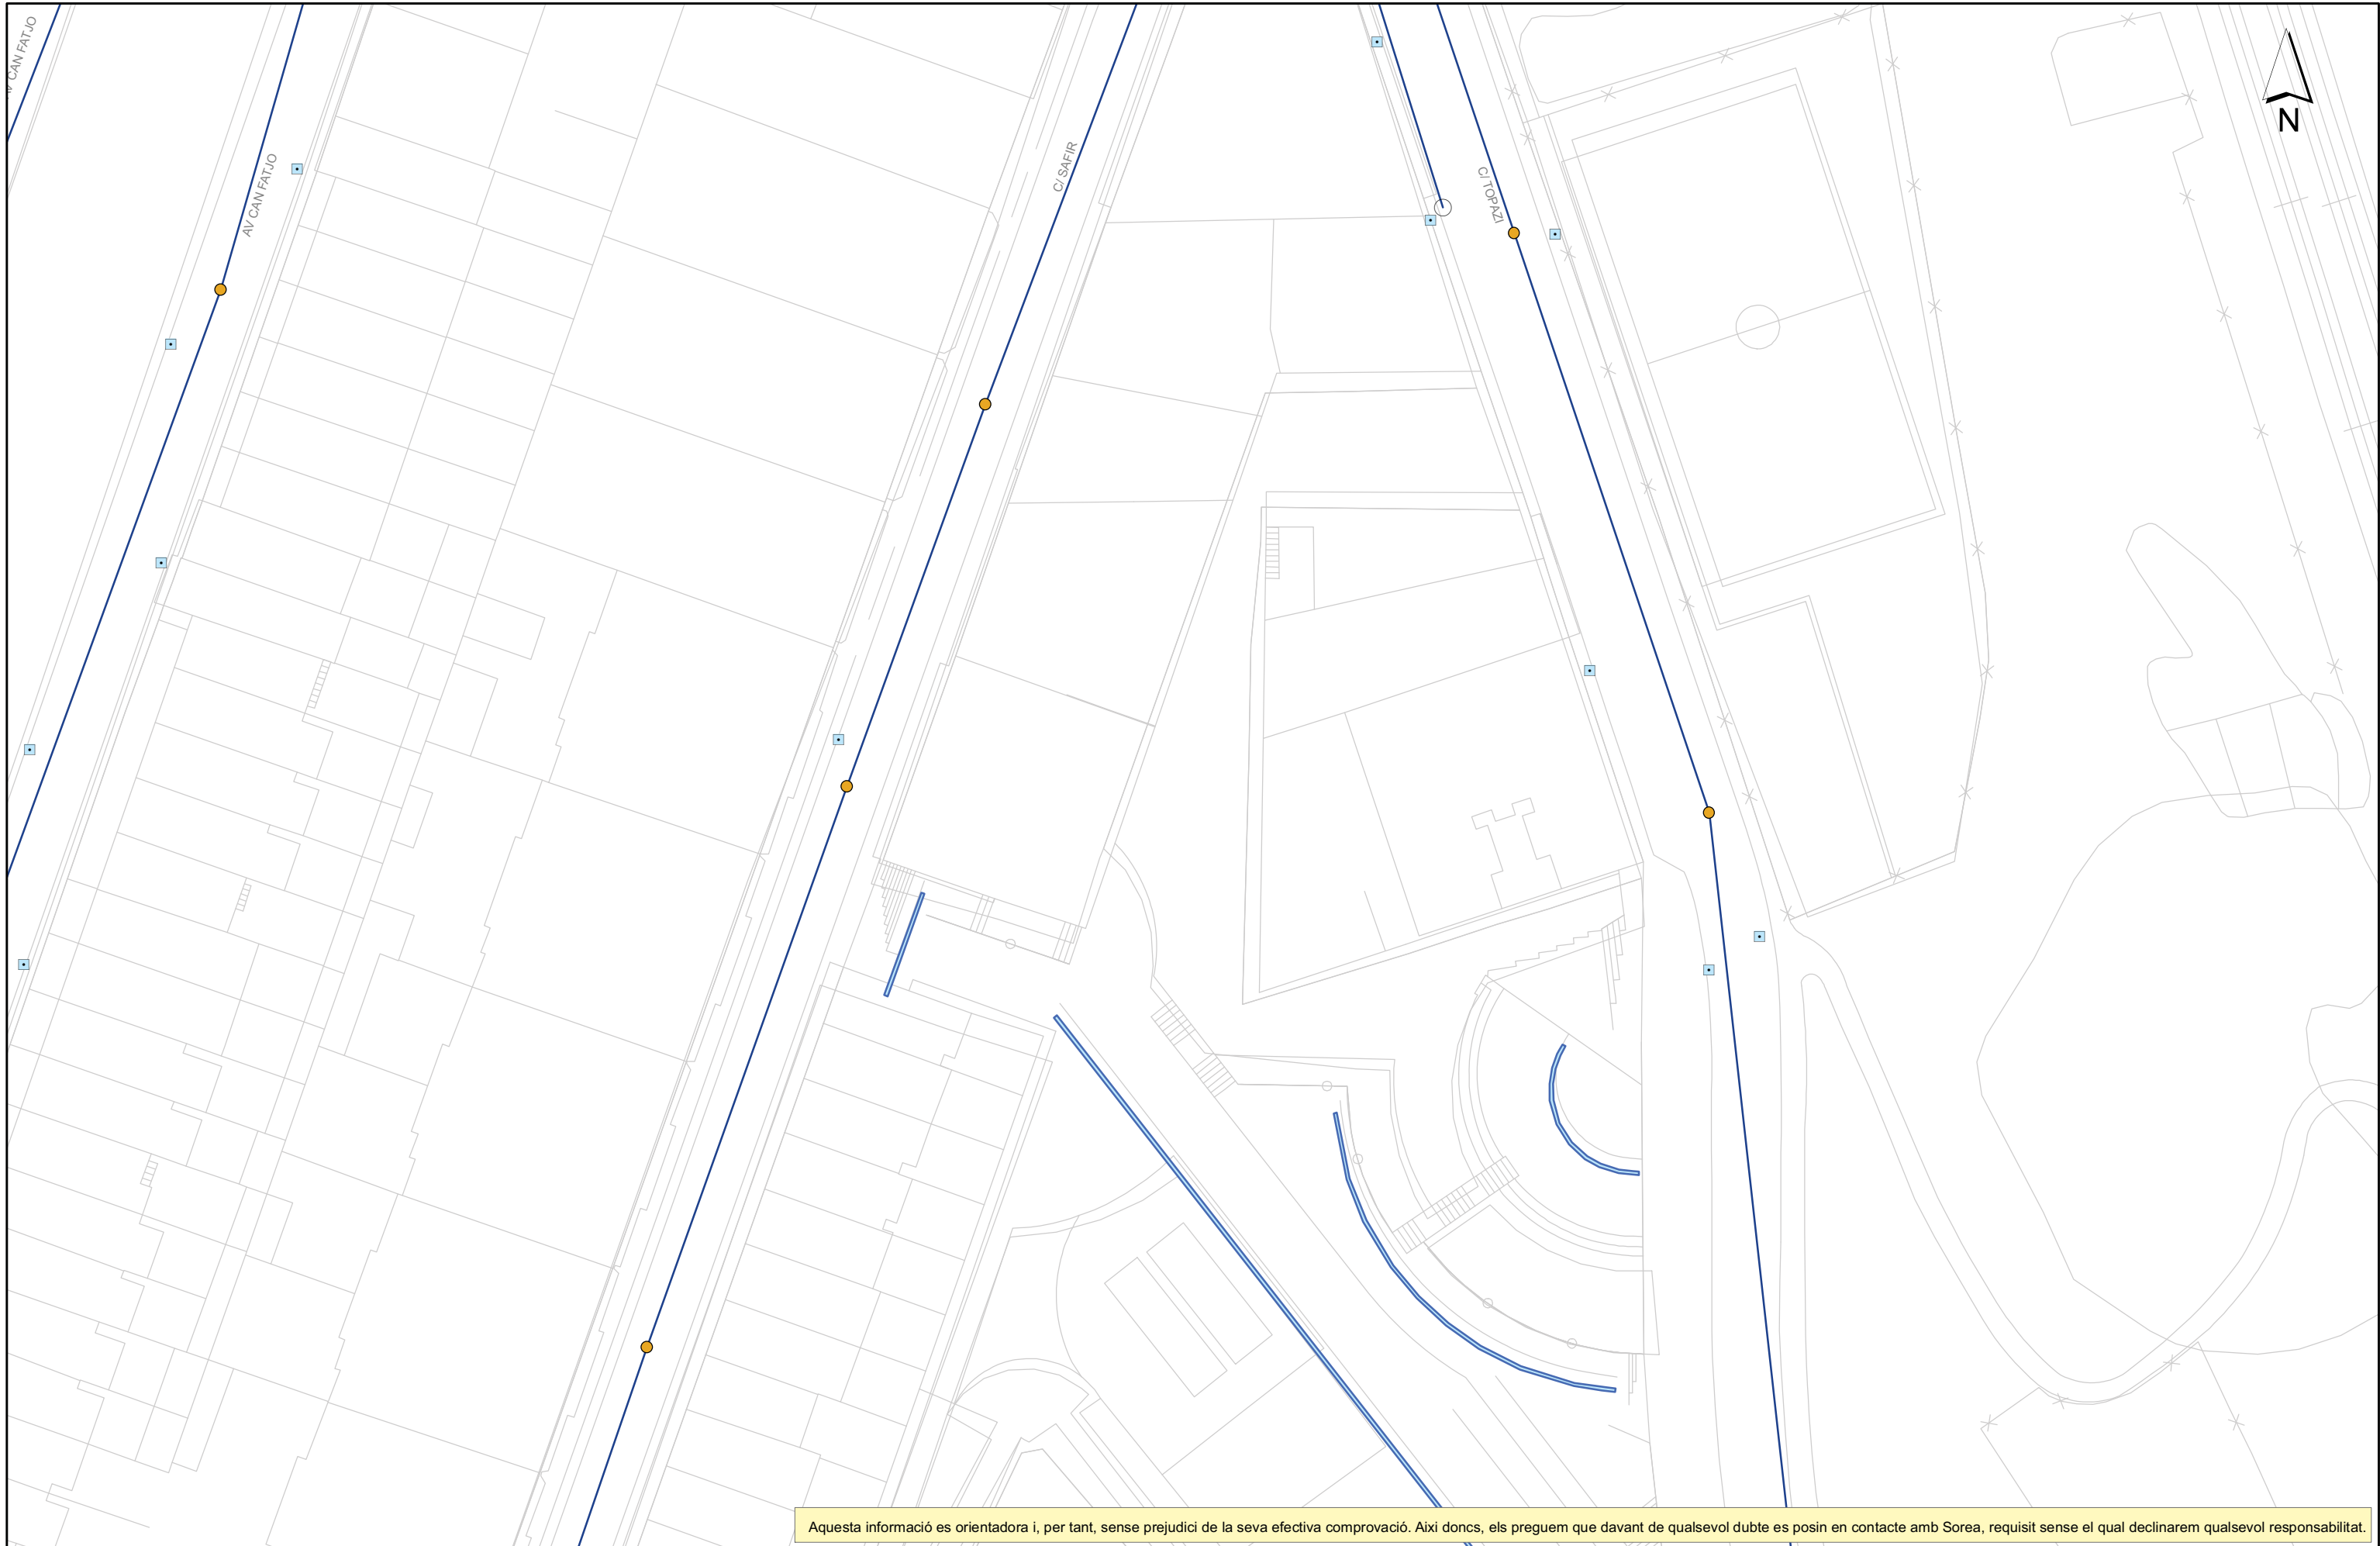 AV CAN FATJO
AV CAN FATJO
C/ SAFIR
C/ TOPAZI
N
Aquesta informació es orientadora i, per tant, sense prejudici de la seva efectiva comprovació. Aixi doncs, els preguem que davant de qualsevol dubte es posin en contacte amb Sorea, requisit sense el qual declinarem qualsevol responsabilitat.